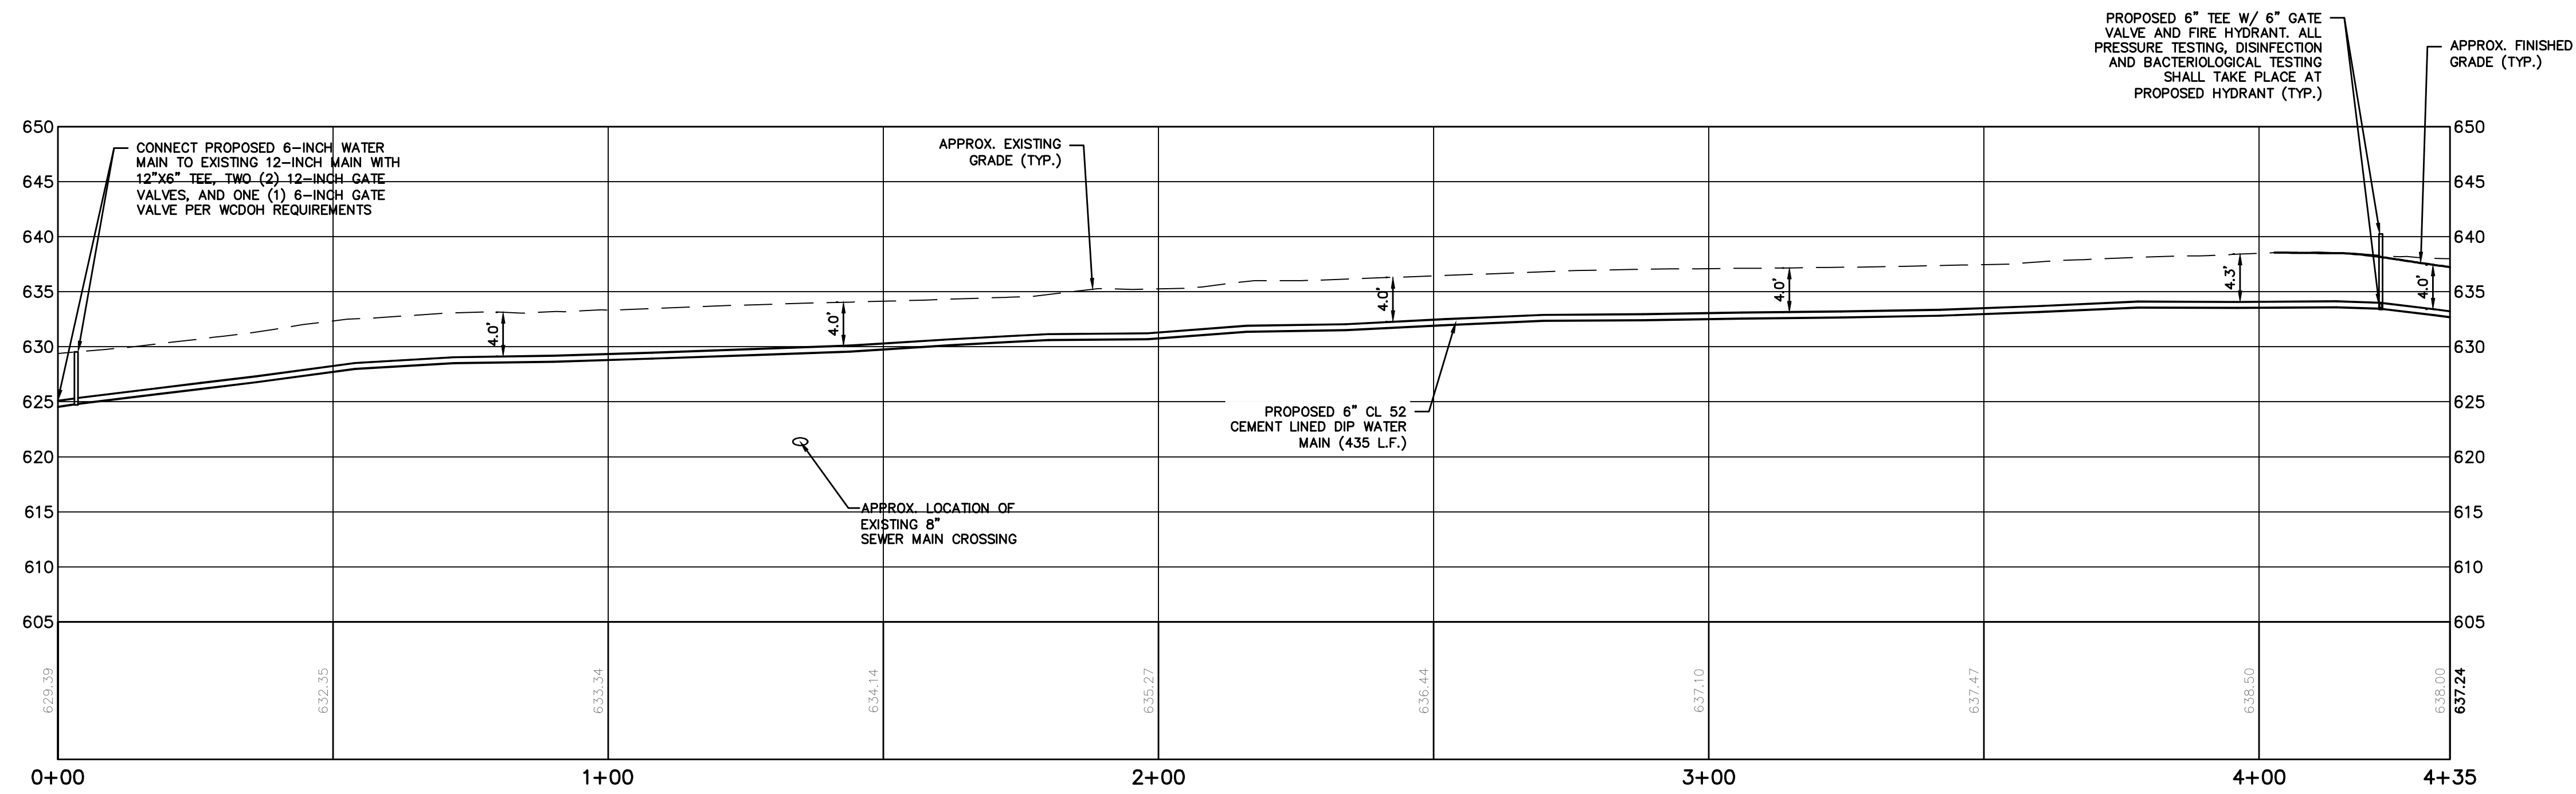 PROPOSED 6” TEE W/ 6” GATE
VALVE AND FIRE HYDRANT. ALL
PRESSURE TESTING, DISINFECTION
AND BACTERIOLOGICAL TESTING
SHALL TAKE PLACE AT
PROPOSED HYDRANT (TYP.)
APPROX. FINISHED
GRADE (TYP.)
CONNECT PROPOSED 6-INCH WATER
MAIN TO EXISTING 12-INCH MAIN WITH
12”X6” TEE, TWO (2) 12-INCH GATE
VALVES, AND ONE (1) 6-INCH GATE
VALVE PER WCDOH REQUIREMENTS
APPROX. EXISTING
GRADE (TYP.)
650
645
640
635
630
625
620
615
610
605
650
645
640
635
630
625
620
615
610
605
4.0'
4.0'
4.0'
4.0'
4.3'
4.0'
PROPOSED 6” CL 52
CEMENT LINED DIP WATER
MAIN (435 L.F.)
APPROX. LOCATION OF
EXISTING 8”
SEWER MAIN CROSSING
629.39
632.35
633.34
634.14
635.27
636.44
637.10
637.47
638.50
638.00
637.24
0+00
1+00
2+00
3+00
4+00
4+35